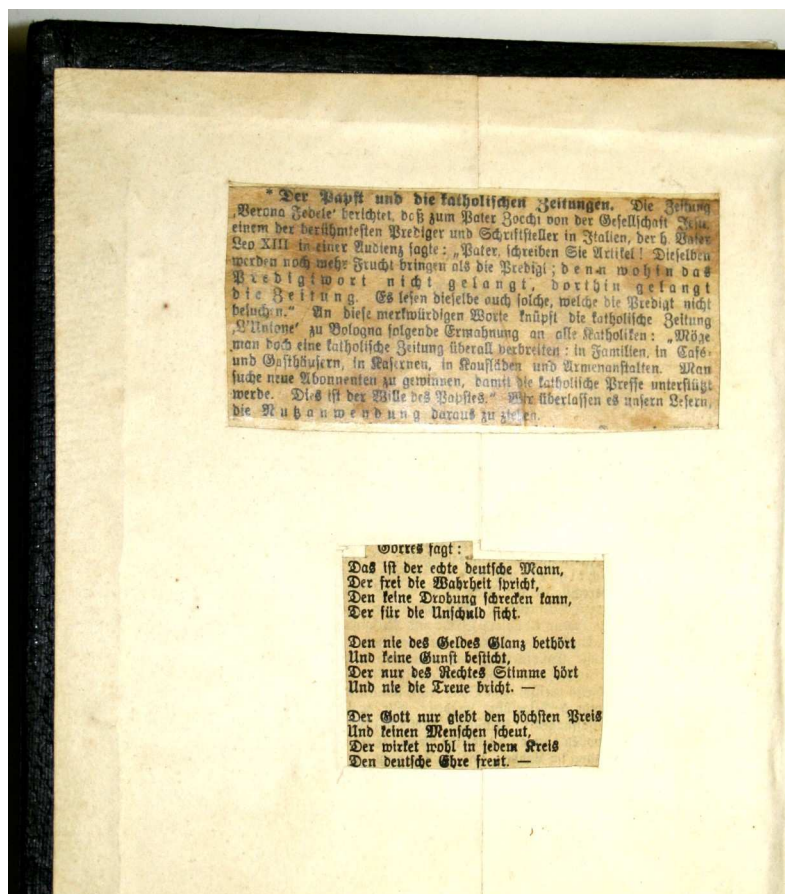 * Der Papst und die katholischen Zeitungen. Die Zeitung
‚Verona Fedele‘ berichtet, daß zum Pater Zocchi von der Gesellschaft Jesu,
einem der berühmtesten Prediger und Schriftsteller in Italien, der h. Vater
Leo XIII in einer Audienz sagte: „Pater, schreiben Sie Artikel! Dieselben
werden noch mehr Frucht bringen als die Predigt; denn wohin das
Predigtwort nicht gelangt, dorthin gelangt
die Zeitung. Es lesen dieselbe auch solche, welche die Predigt nicht
besuchen.“ An diese merkwürdigen Worte knüpft die katholische Zeitung
‚L'Unione‘ zu Bologna folgende Ermahnung an alle Katholiken: „Möge
man doch eine katholische Zeitung überall verbreiten: in Familien, in Cafés-
und Gasthäusern, in Kasernen, in Kaufläden und Armenanstalten. Man
suche neue Abonnenten zu gewinnen, damit die katholische Presse unterstützt
werde. Dies ist der Wille des Papstes.“ Wir überlassen es unsern Lesern,
die Nutzanwendung daraus zu ziehen.
Görres sagt:
Das ist der echte deutsche Mann,
Der frei die Wahrheit spricht,
Den keine Drohung schrecken kann,
Der für die Unschuld ficht.
Den nie des Geldes Glanz bethört
Und keine Gunst besticht,
Der nur des Rechtes Stimme hört
Und nie die Treue bricht. —
Der Gott nur giebt den höchsten Preis
Und keinen Menschen scheut,
Der wirket wohl in jedem Kreis
Den deutsche Ehre freut. —